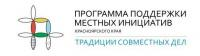 ПРОГРАММА ПОДДЕРЖКИ
МЕСТНЫХ ИНИЦИАТИВ
КРАСНОЯРСКОГО КРАЯ
ТРАДИЦИИ СОВМЕСТНЫХ ДЕЛ